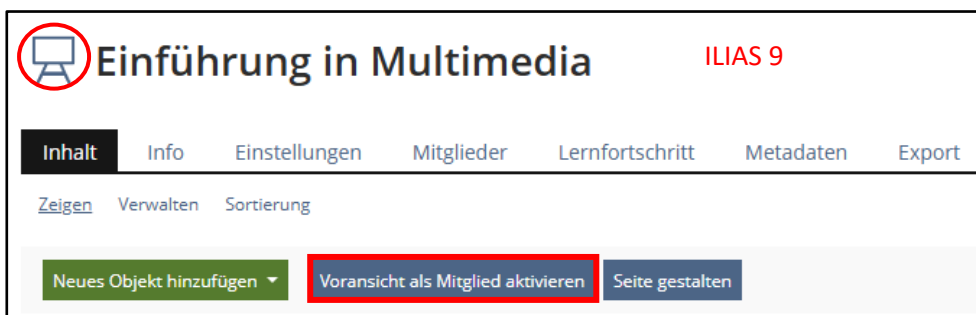 Einführung in Multimedia ILIAS 9
Inhalt Info Einstellungen Mitglieder Lernfortschritt Metadaten Export
Zeigen Verwalten Sortierung
Neues Objekt hinzufügen Voransicht als Mitglied aktivieren Seite gestalten